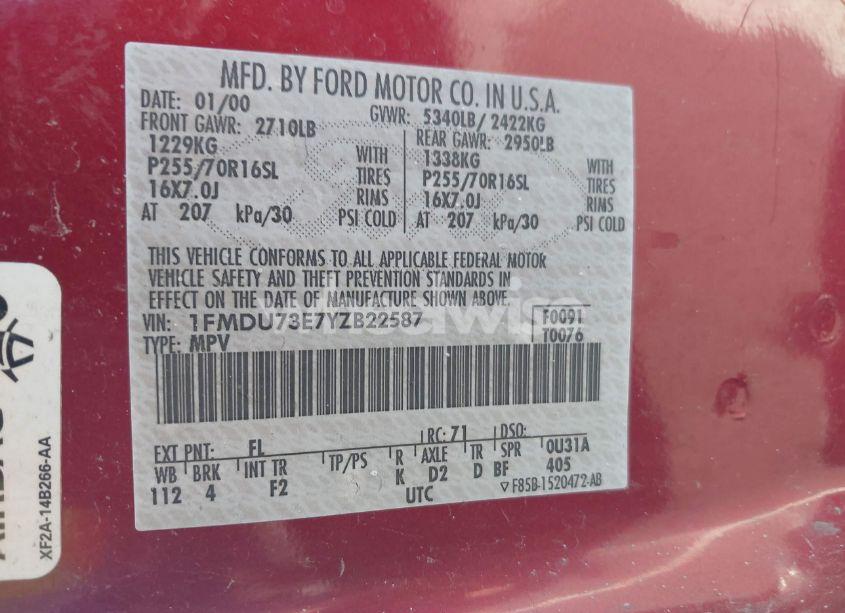 MFD. BY FORD MOTOR CO. IN U.S.A.
DATE: 01/00 GVWR: 5340LB/ 2422KG
FRONT GAWR: 2710LB REAR GAWR: 2950LB
1229KG WITH 1338KG WITH
P255/70R16SL TIRES P255/70R16SL TIRES
16X7.0J RIMS 16X7.0J RIMS
AT 207 kPa/30 PSI COLD AT 207 kPa/30 PSI COLD
THIS VEHICLE CONFORMS TO ALL APPLICABLE FEDERAL MOTOR
VEHICLE SAFETY AND THEFT PREVENTION STANDARDS IN
EFFECT ON THE DATE OF MANUFACTURE SHOWN ABOVE.
VIN: 1FMDU73E7YZB22587 F0091
TYPE: MPV T0076
EXT PNT: FL RC: 71 DSO:
WB BRK INT TR TP/PS R AXLE TR SPR 0U31A
112 4 F2 K D2 D BF 405
UTC ▽F85B-1520472-AB
XF2A-14B266-AA